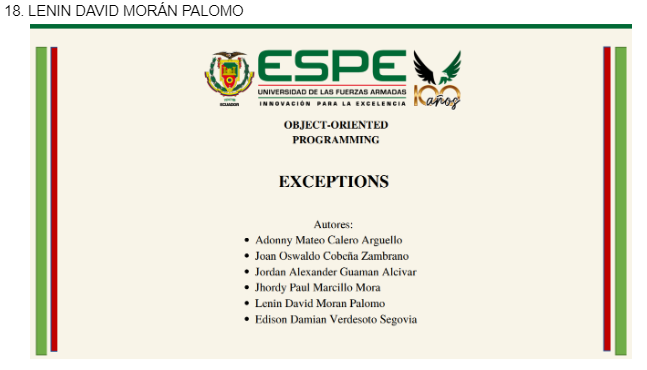 18. LENIN DAVID MORÁN PALOMO
ESPE
UNIVERSIDAD DE LAS FUERZAS ARMADAS
INNOVACIÓN PARA LA EXCELENCIA
ECUADOR
100 años
OBJECT-ORIENTED
PROGRAMMING
EXCEPTIONS
Autores:
• Adonny Mateo Calero Arguello
• Joan Oswaldo Cobeña Zambrano
• Jordan Alexander Guaman Alcivar
• Jhordy Paul Marcillo Mora
• Lenin David Moran Palomo
• Edison Damian Verdesoto Segovia